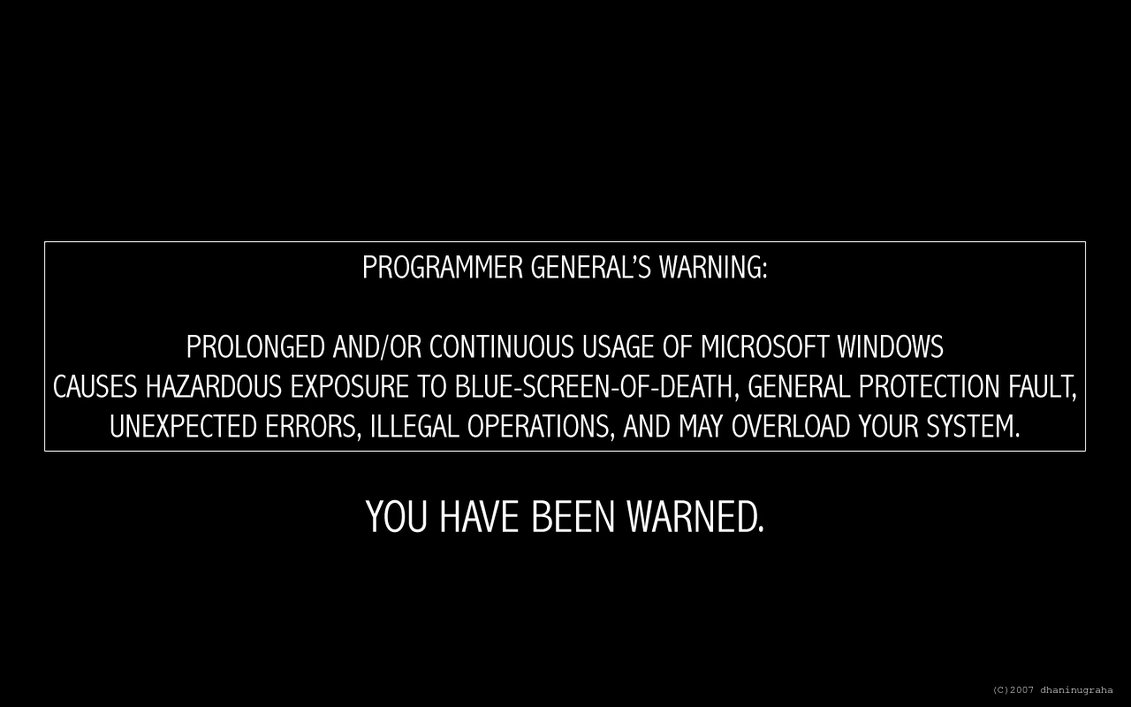 PROGRAMMER GENERAL’S WARNING:
PROLONGED AND/OR CONTINUOUS USAGE OF MICROSOFT WINDOWS
CAUSES HAZARDOUS EXPOSURE TO BLUE-SCREEN-OF-DEATH, GENERAL PROTECTION FAULT,
UNEXPECTED ERRORS, ILLEGAL OPERATIONS, AND MAY OVERLOAD YOUR SYSTEM.
YOU HAVE BEEN WARNED.
(C)2007 dhaninugraha